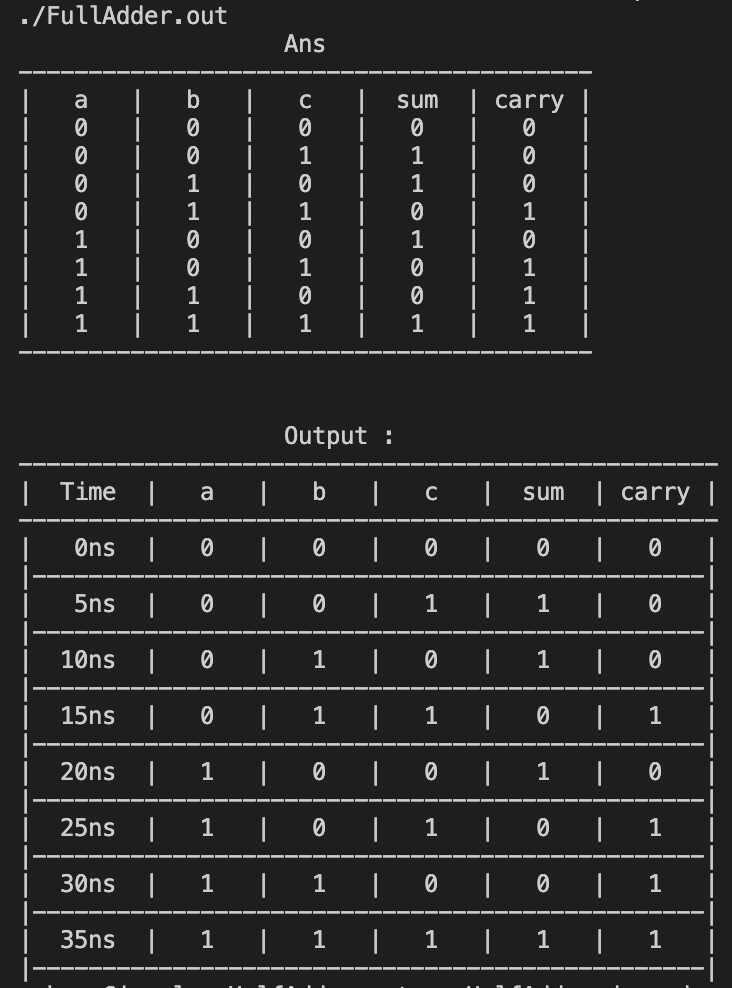 ./FullAdder.out
Ans
| a | b | c | sum | carry |
| 0 | 0 | 0 | 0 | 0 |
| 0 | 0 | 1 | 1 | 0 |
| 0 | 1 | 0 | 1 | 0 |
| 0 | 1 | 1 | 0 | 1 |
| 1 | 0 | 0 | 1 | 0 |
| 1 | 0 | 1 | 0 | 1 |
| 1 | 1 | 0 | 0 | 1 |
| 1 | 1 | 1 | 1 | 1 |
Output :
| Time | a | b | c | sum | carry |
| 0ns | 0 | 0 | 0 | 0 | 0 |
| 5ns | 0 | 0 | 1 | 1 | 0 |
| 10ns | 0 | 1 | 0 | 1 | 0 |
| 15ns | 0 | 1 | 1 | 0 | 1 |
| 20ns | 1 | 0 | 0 | 1 | 0 |
| 25ns | 1 | 0 | 1 | 0 | 1 |
| 30ns | 1 | 1 | 0 | 0 | 1 |
| 35ns | 1 | 1 | 1 | 1 | 1 |